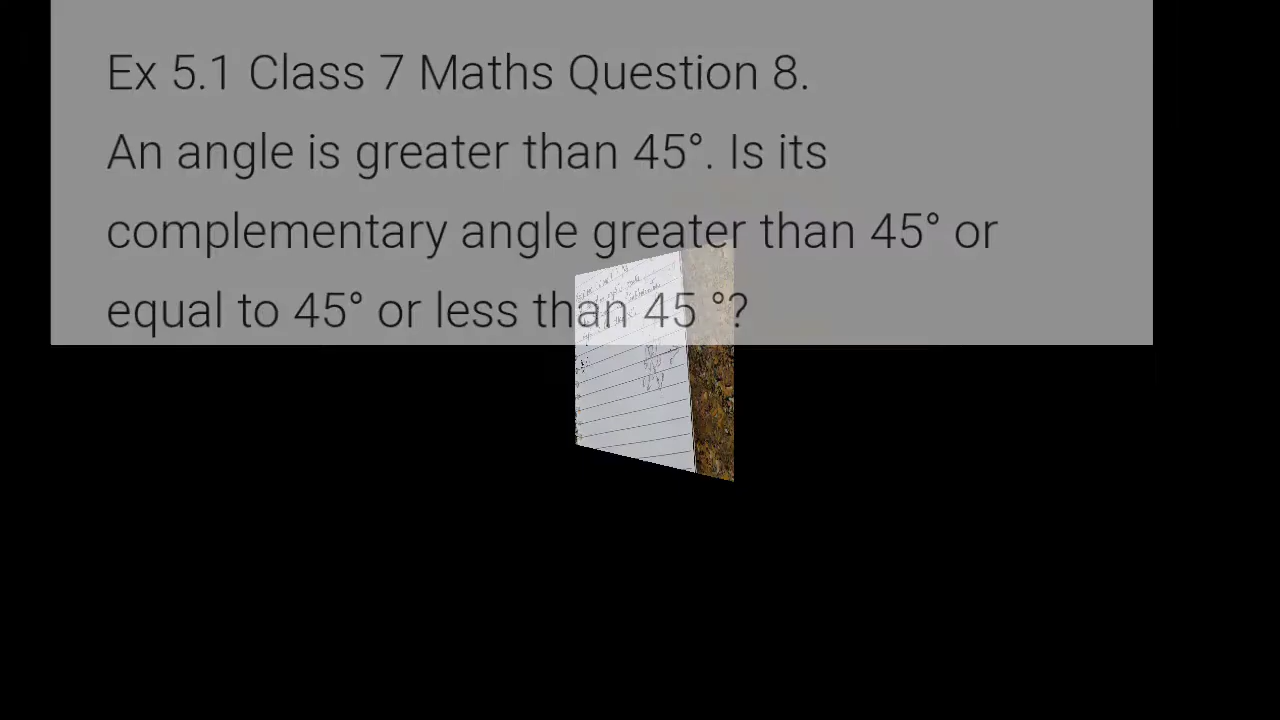 Ex 5.1 Class 7 Maths Question 8.
An angle is greater than 45°. Is its
complementary angle greater than 45° or
equal to 45° or less than 45 °?